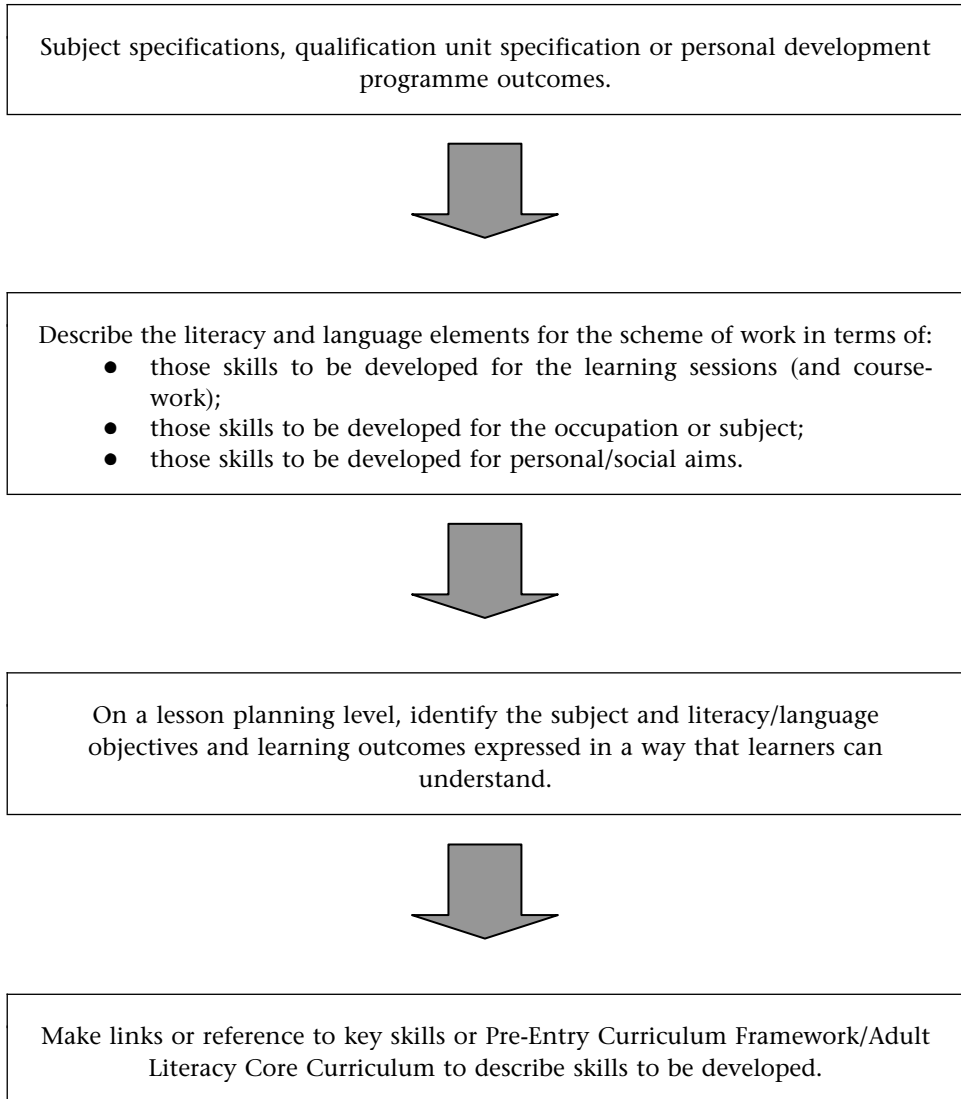 Subject specifications, qualification unit specification or personal development
programme outcomes.
Describe the literacy and language elements for the scheme of work in terms of:
● those skills to be developed for the learning sessions (and course-
work);
● those skills to be developed for the occupation or subject;
● those skills to be developed for personal/social aims.
On a lesson planning level, identify the subject and literacy/language
objectives and learning outcomes expressed in a way that learners can
understand.
Make links or reference to key skills or Pre-Entry Curriculum Framework/Adult
Literacy Core Curriculum to describe skills to be developed.